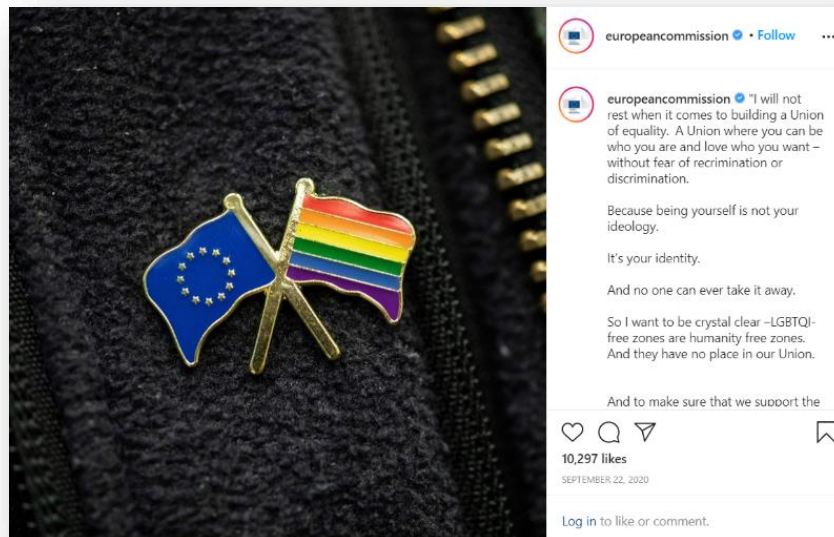 europeancommission • Follow
europeancommission "I will not
rest when it comes to building a Union
of equality.  A Union where you can be
who you are and love who you want –
without fear of recrimination or
discrimination.
Because being yourself is not your
ideology.
It's your identity.
And no one can ever take it away.
So I want to be crystal clear –LGBTQI-
free zones are humanity free zones.
And they have no place in our Union.
And to make sure that we support the
10,297 likes
SEPTEMBER 22, 2020
Log in to like or comment.